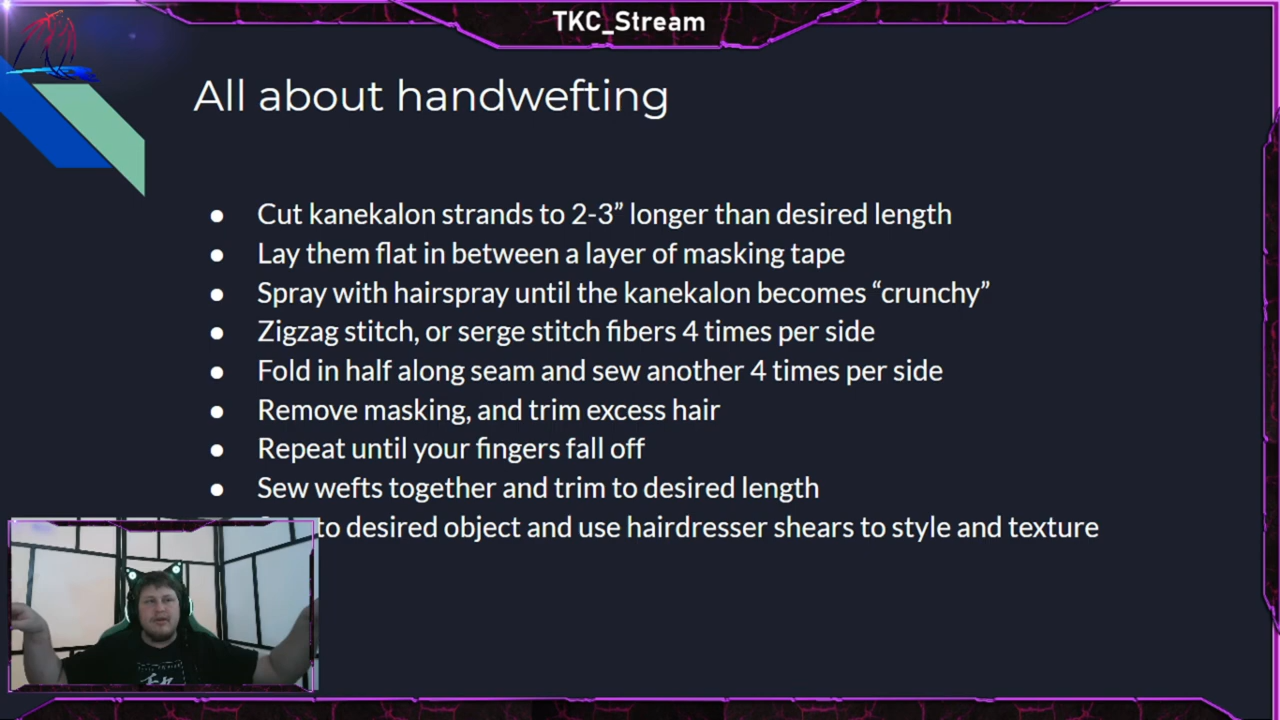 TKC_Stream
All about handwefting
● Cut kanekalon strands to 2-3” longer than desired length
● Lay them flat in between a layer of masking tape
● Spray with hairspray until the kanekalon becomes “crunchy”
● Zigzag stitch, or serge stitch fibers 4 times per side
● Fold in half along seam and sew another 4 times per side
● Remove masking, and trim excess hair
● Repeat until your fingers fall off
● Sew wefts together and trim to desired length
to desired object and use hairdresser shears to style and texture